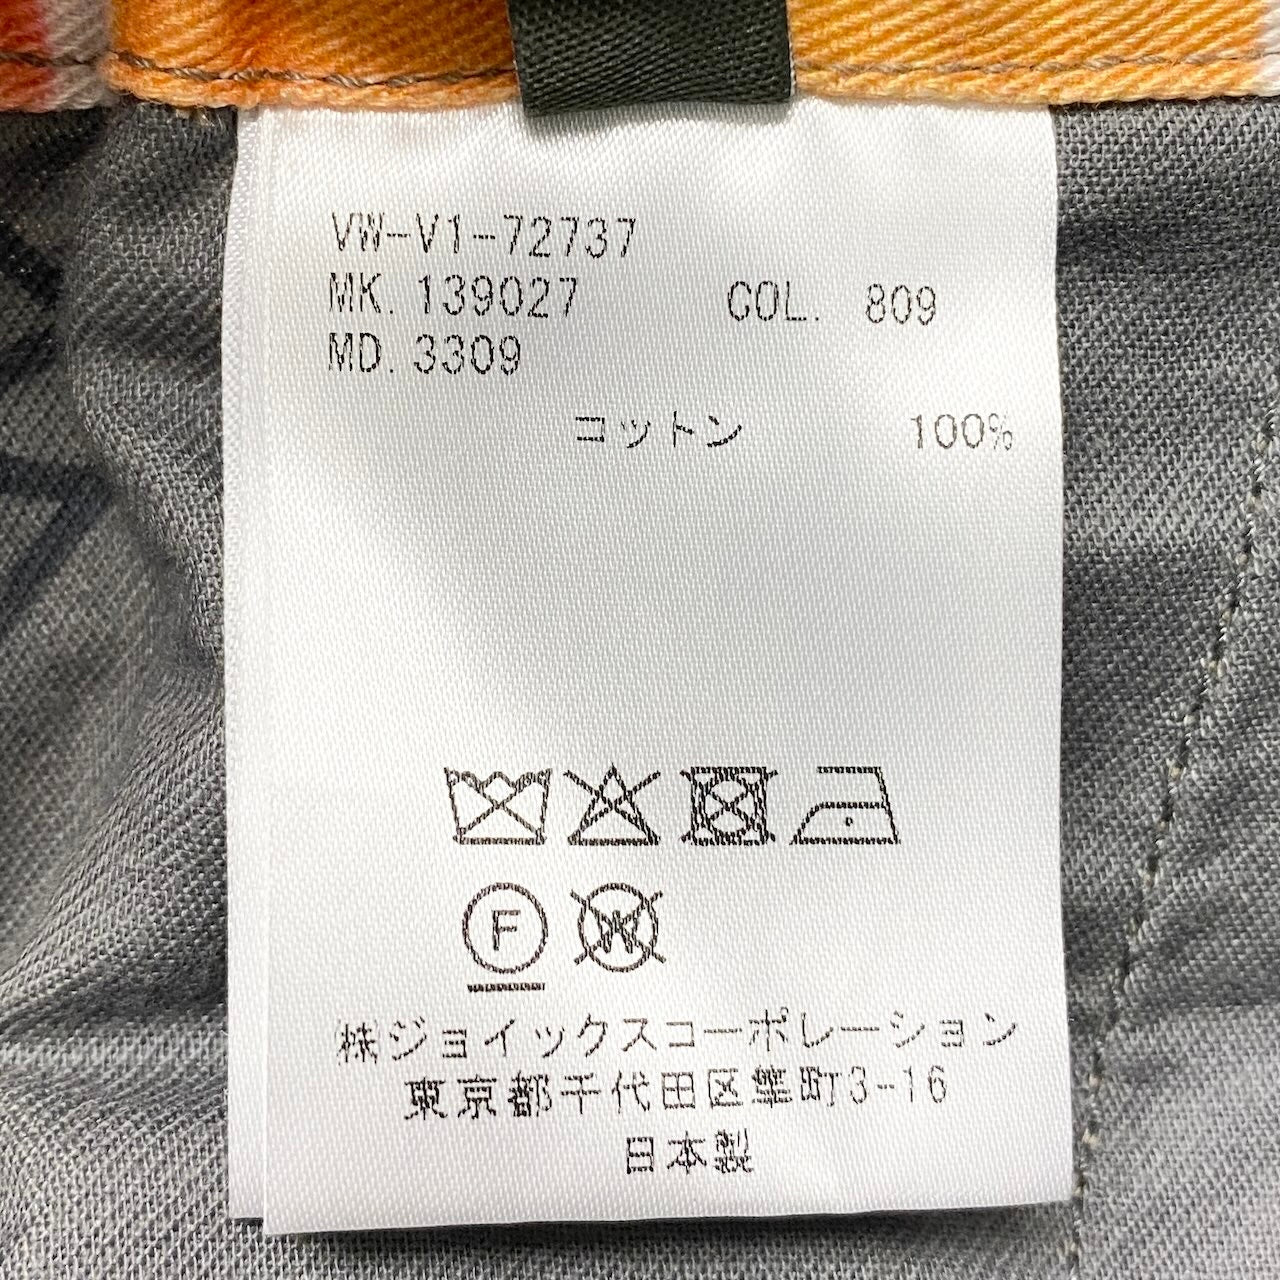 VW-V1-72737
MK. 139027 COL. 809
MD. 3309
コットン 100%
F
W
㈱ジョイックスコーポレーション
東京都千代田区隼町3-16
日本製